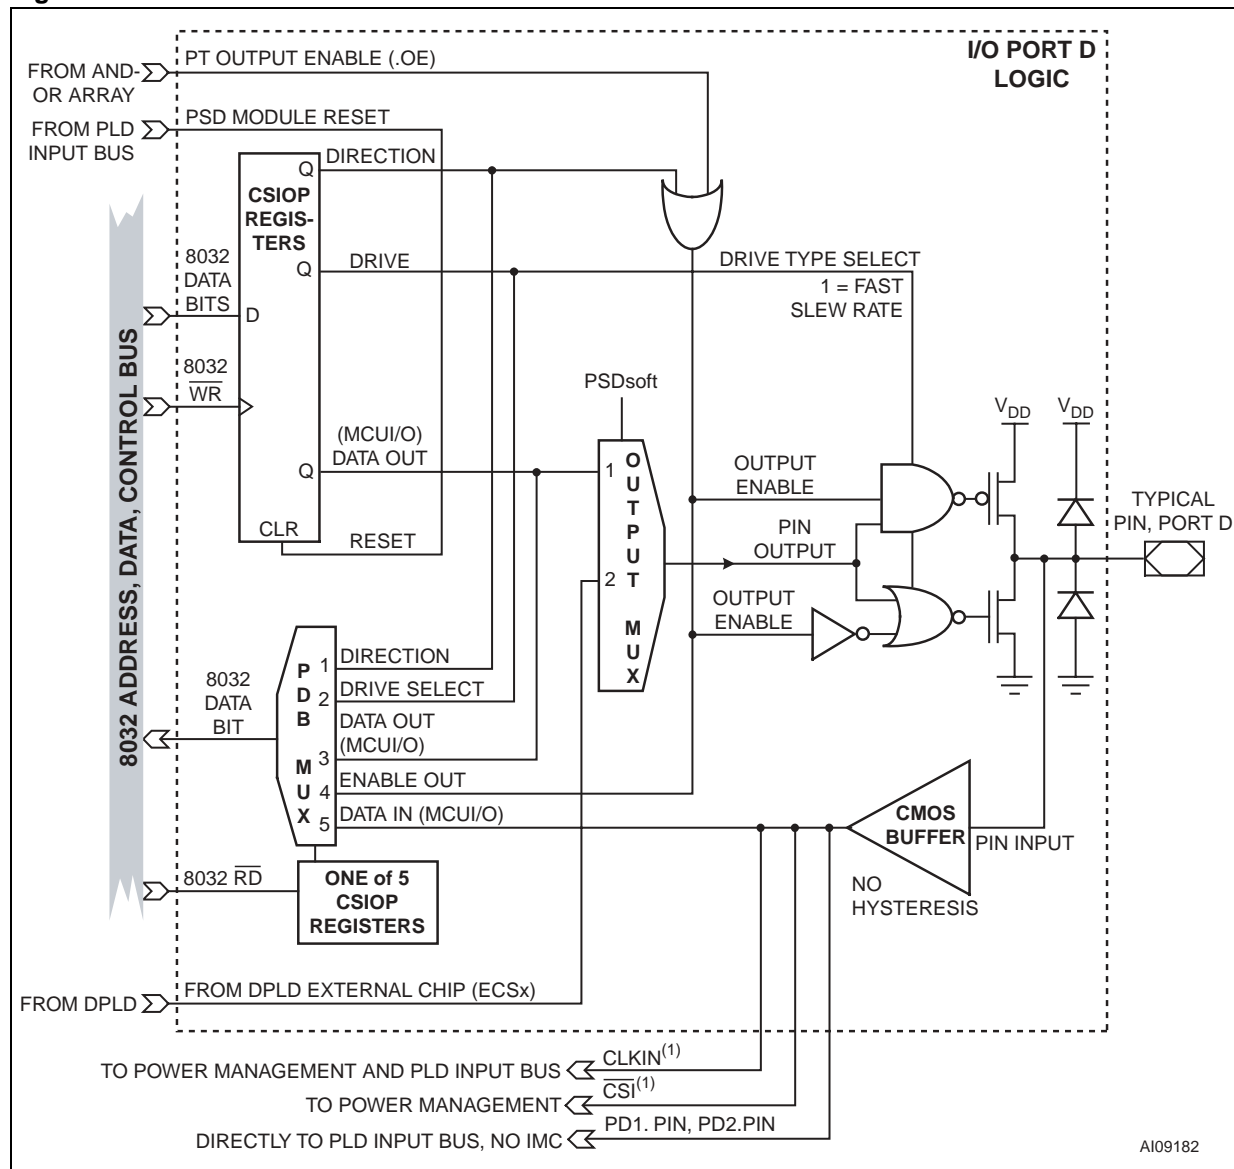 I/O PORT D
LOGIC
FROM AND-
OR ARRAY
PT OUTPUT ENABLE (.OE)
FROM PLD
INPUT BUS
PSD MODULE RESET
8032 ADDRESS, DATA, CONTROL BUS
CSIOP
REGIS-
TERS
Q
DIRECTION
Q
DRIVE
DRIVE TYPE SELECT
1 = FAST
SLEW RATE
8032
DATA
BITS
D
8032
WR
(MCUI/O)
DATA OUT
Q
CLR
RESET
PSDsoft
1
2
OUTPUT MUX
OUTPUT
ENABLE
PIN
OUTPUT
OUTPUT
ENABLE
VDD
VDD
TYPICAL
PIN, PORT D
8032
DATA
BIT
PDB MUX
1
DIRECTION
2
DRIVE SELECT
DATA OUT
3
(MCUI/O)
4
ENABLE OUT
5
DATA IN (MCUI/O)
CMOS
BUFFER
PIN INPUT
NO
HYSTERESIS
8032 RD
ONE of 5
CSIOP
REGISTERS
FROM DPLD
FROM DPLD EXTERNAL CHIP (ECSx)
TO POWER MANAGEMENT AND PLD INPUT BUS
CLKIN(1)
TO POWER MANAGEMENT
CSI(1)
DIRECTLY TO PLD INPUT BUS, NO IMC
PD1. PIN, PD2.PIN
AI09182